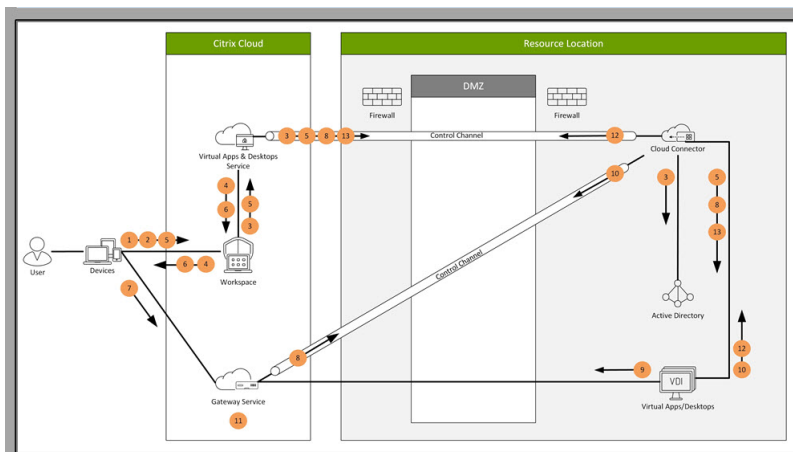 Citrix Cloud
Resource Location
DMZ
Firewall
Firewall
3 5 8 13
Control Channel
12
Virtual Apps & Desktops
Service
Cloud Connector
4
6
5
3
10
3
5
8
13
1 2 5
User
Devices
6 4
Workspace
Control Channel
7
Active Directory
8
12
10
9
VDI
Gateway Service
Virtual Apps/Desktops
11